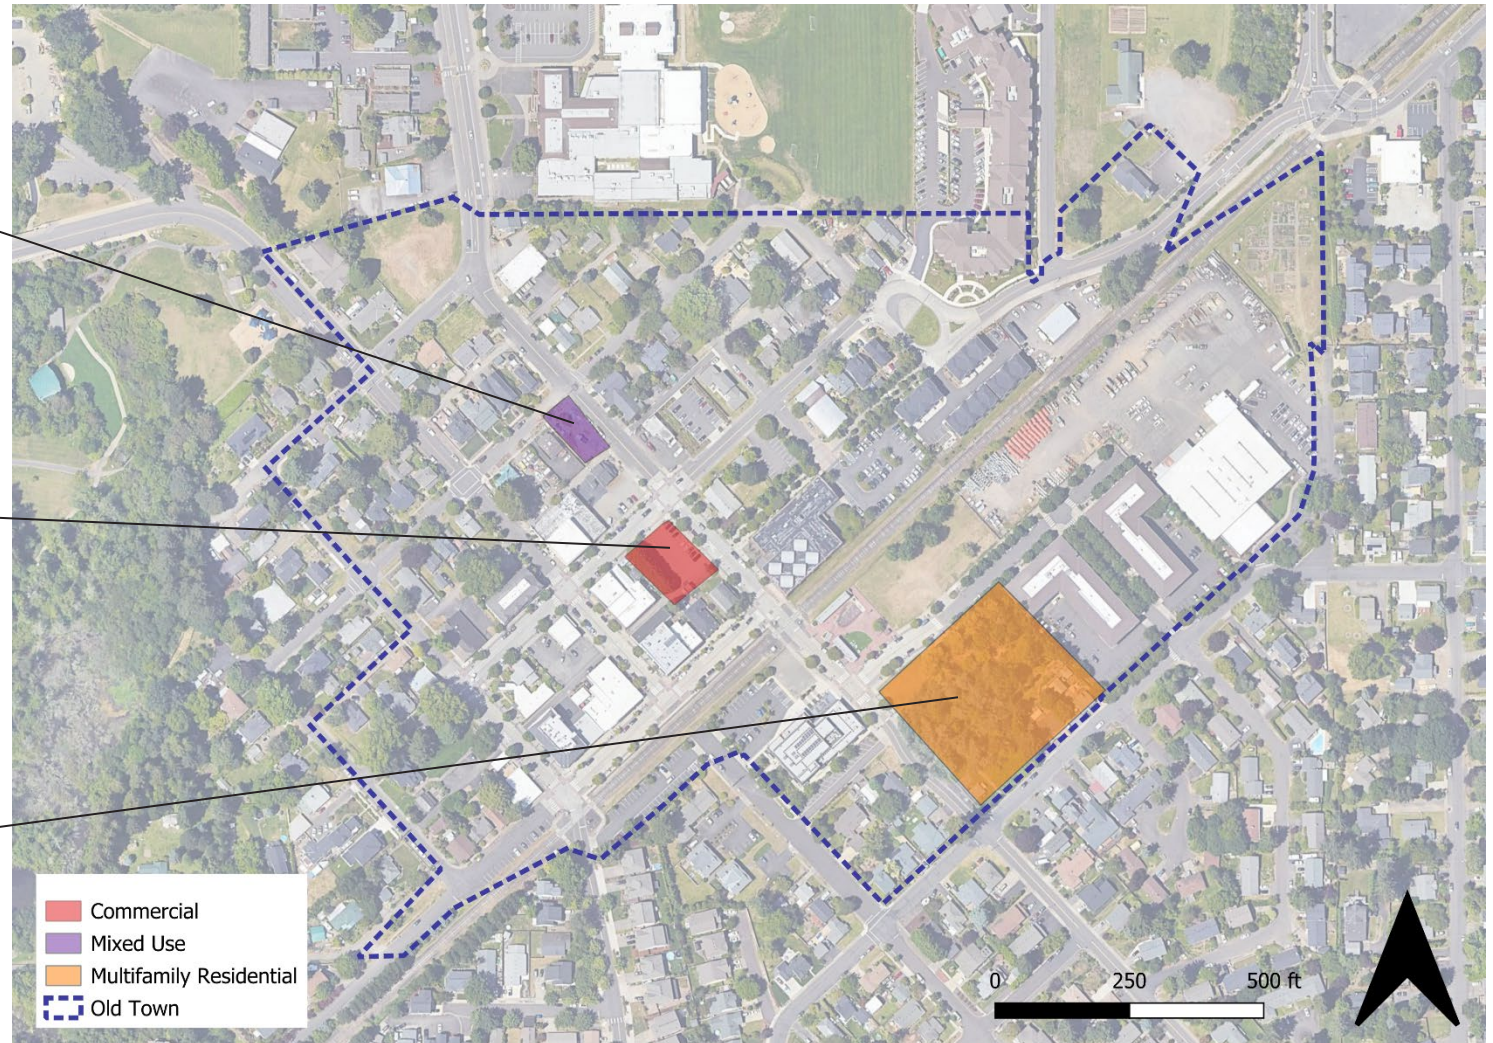 Commercial
Mixed Use
Multifamily Residential
Old Town
0 250 500 ft